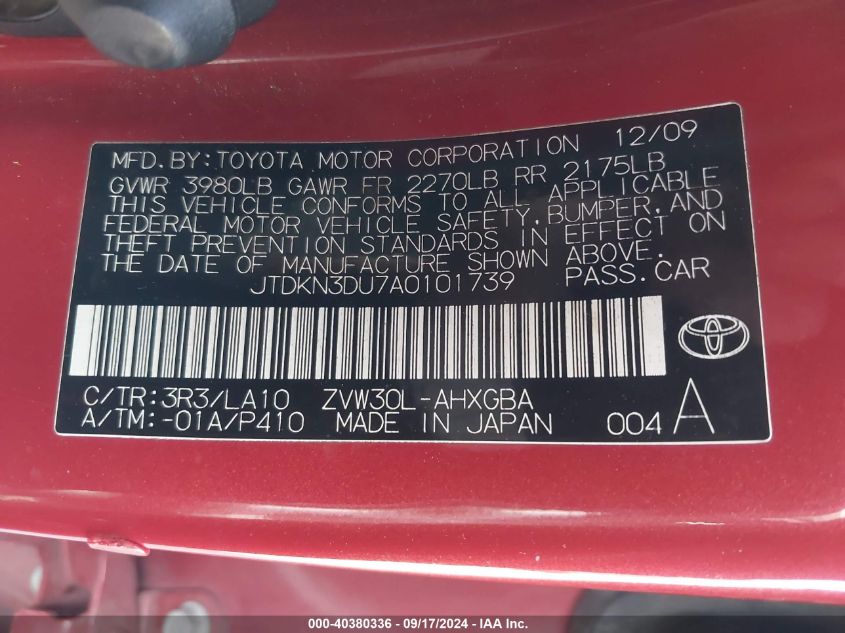 MFD. BY: TOYOTA MOTOR CORPORATION 12/09
GVWR 3980LB GAWR FR 2270LB RR 2175LB
THIS VEHICLE CONFORMS TO ALL APPLICABLE
FEDERAL MOTOR VEHICLE SAFETY, BUMPER, AND
THEFT PREVENTION STANDARDS IN EFFECT ON
THE DATE OF MANUFACTURE SHOWN ABOVE.
JTDKN3DU7A0101739 PASS. CAR
C/TR: 3R3/LA10 ZVW30L-AHXGBA
A/TM: -01A/P410 MADE IN JAPAN 004 A
000-40380336 - 09/17/2024 - IAA Inc.